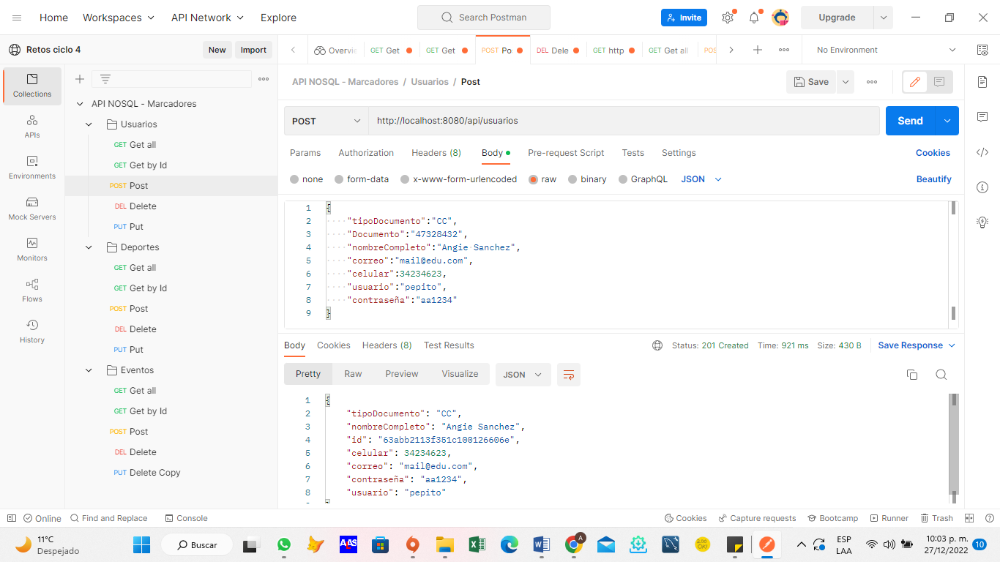 Home Workspaces API Network Explore Search Postman Invite Upgrade
Retos ciclo 4 New Import Overvie GET Get GET Get POST Po DEL Dele GET http GET Get all POS No Environment
Collections
APIs
Environments
Mock Servers
Monitors
Flows
History
API NOSQL - Marcadores
Usuarios
GET Get all
GET Get by Id
POST Post
DEL Delete
PUT Put
Deportes
GET Get all
GET Get by Id
POST Post
DEL Delete
PUT Put
Eventos
GET Get all
GET Get by Id
POST Post
DEL Delete
PUT Delete Copy
API NOSQL - Marcadores / Usuarios / Post Save
POST http://localhost:8080/api/usuarios Send
Params Authorization Headers (8) Body Pre-request Script Tests Settings Cookies
none form-data x-www-form-urlencoded raw binary GraphQL JSON Beautify
1 {
2 "tipoDocumento":"CC",
3 "Documento":"47328432",
4 "nombreCompleto":"Angie Sanchez",
5 "correo":"mail@edu.com",
6 "celular":34234623,
7 "usuario":"pepito",
8 "contraseña":"aa1234"
9 }
Body Cookies Headers (8) Test Results Status: 201 Created Time: 921 ms Size: 430 B Save Response
Pretty Raw Preview Visualize JSON
1 {
2 "tipoDocumento": "CC",
3 "nombreCompleto": "Angie Sanchez",
4 "id": "63abb2113f351c100126606e",
5 "celular": 34234623,
6 "correo": "mail@edu.com",
7 "contraseña": "aa1234",
8 "usuario": "pepito"
Online Find and Replace Console Cookies Capture requests Bootcamp Runner Trash
11°C
Despejado
Buscar
A
ESP
LAA
10:03 p. m.
27/12/2022
10